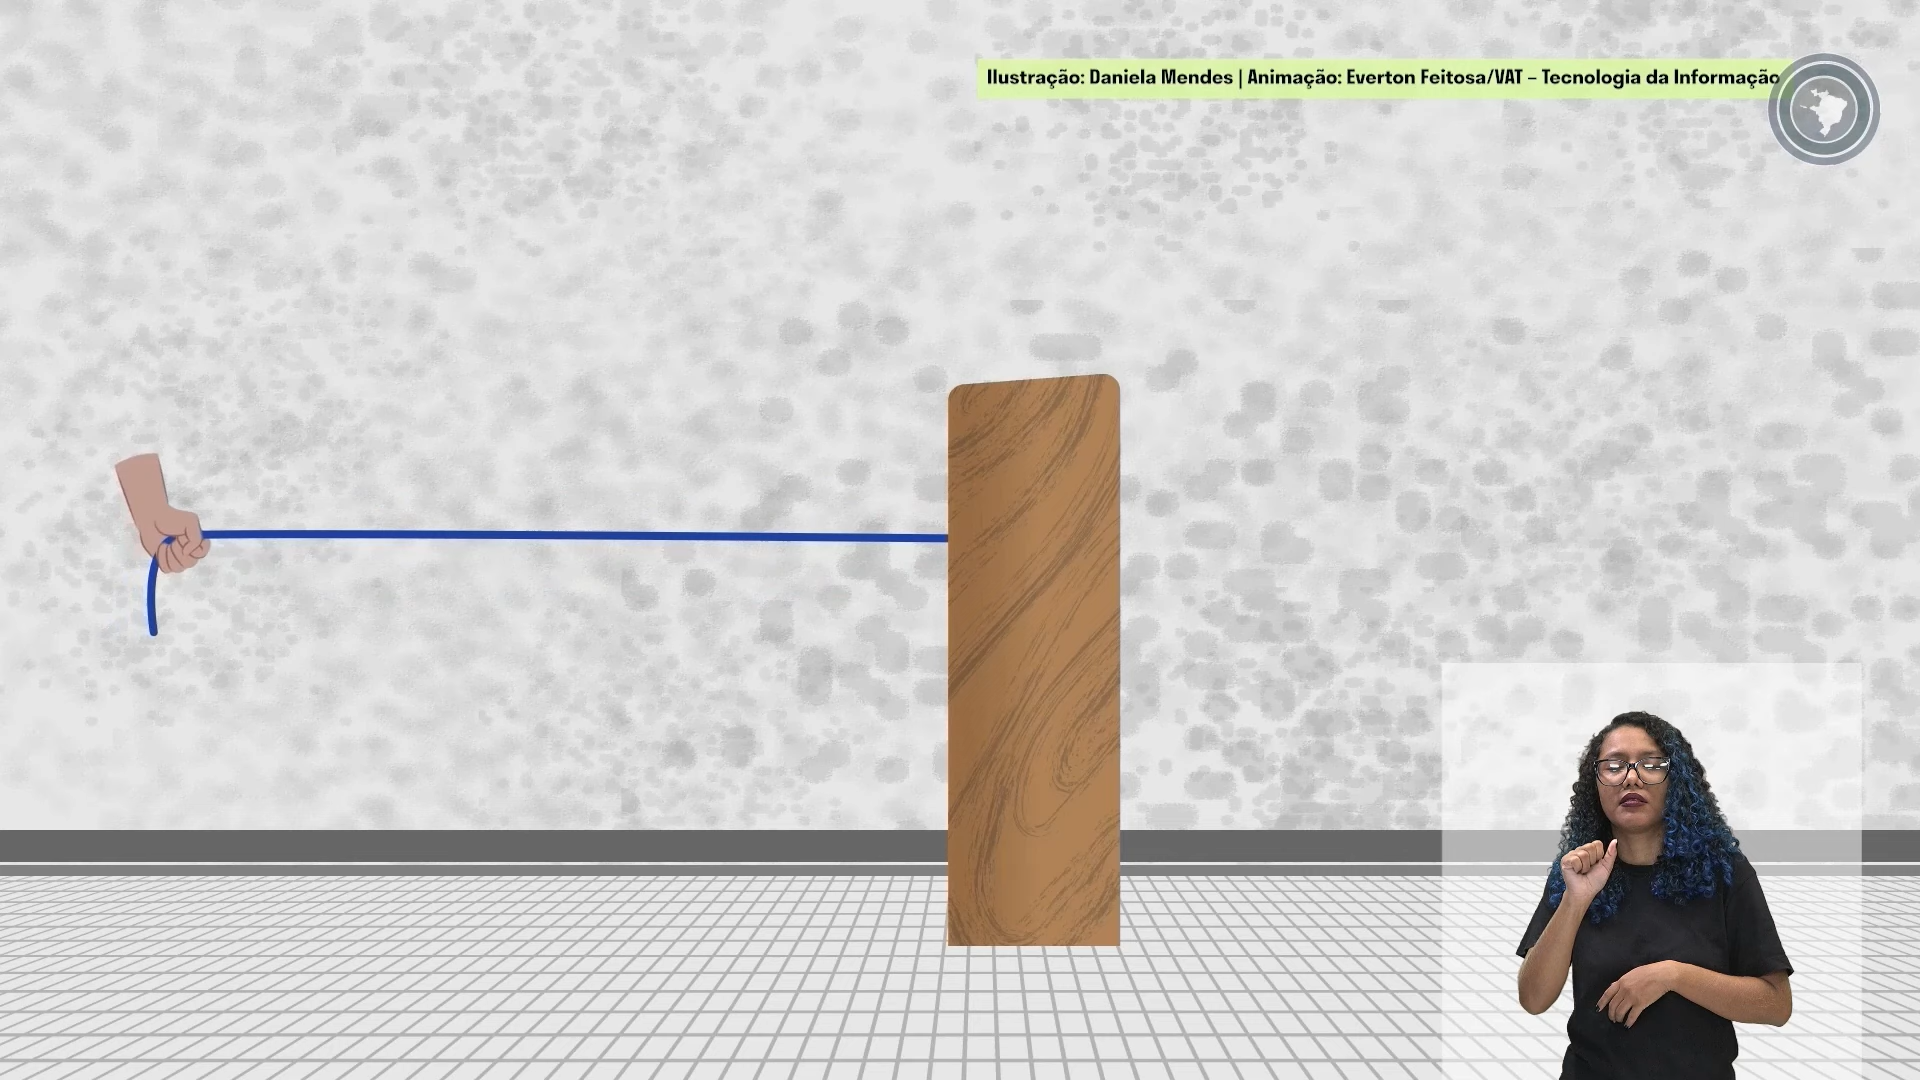 Ilustração: Daniela Mendes | Animação: Everton Feitosa/VAT – Tecnologia da Informação